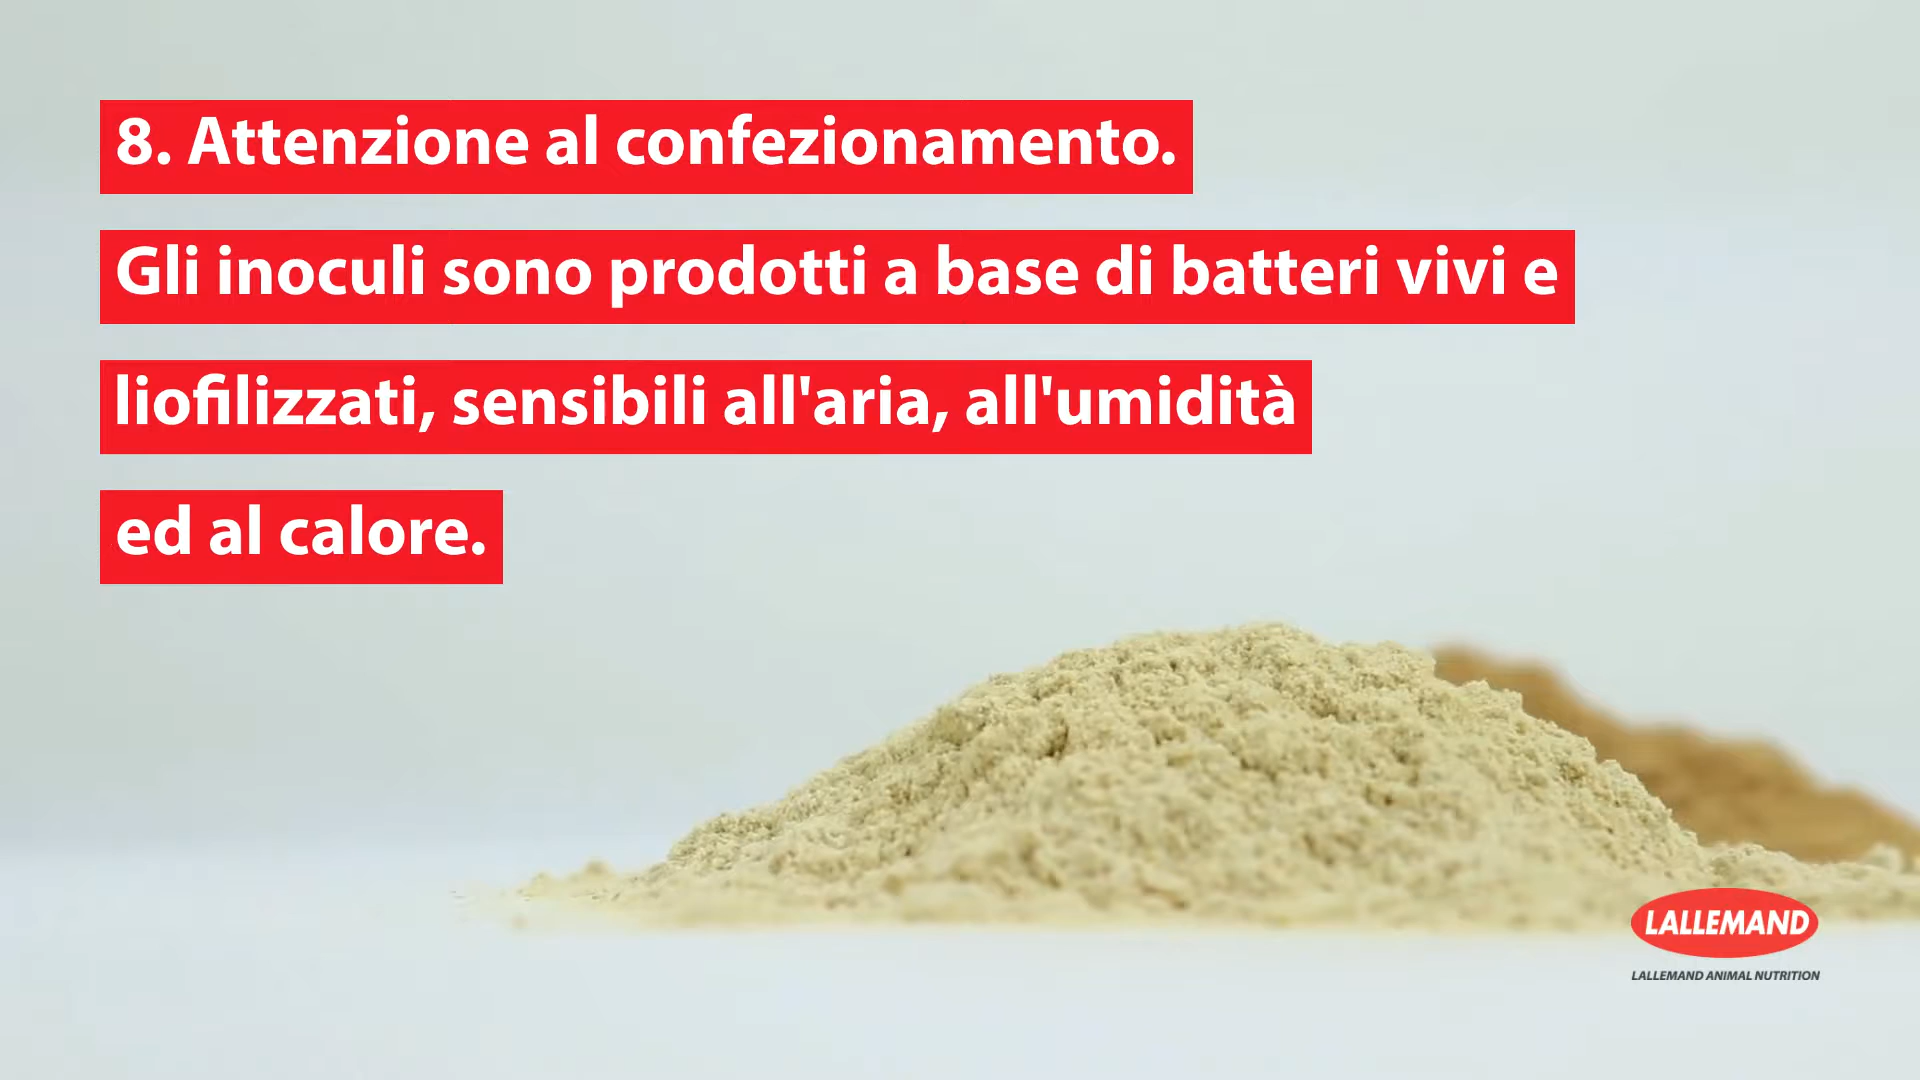 8. Attenzione al confezionamento.
Gli inoculi sono prodotti a base di batteri vivi e
liofilizzati, sensibili all'aria, all'umidità
ed al calore.
LALLEMAND
LALLEMAND ANIMAL NUTRITION